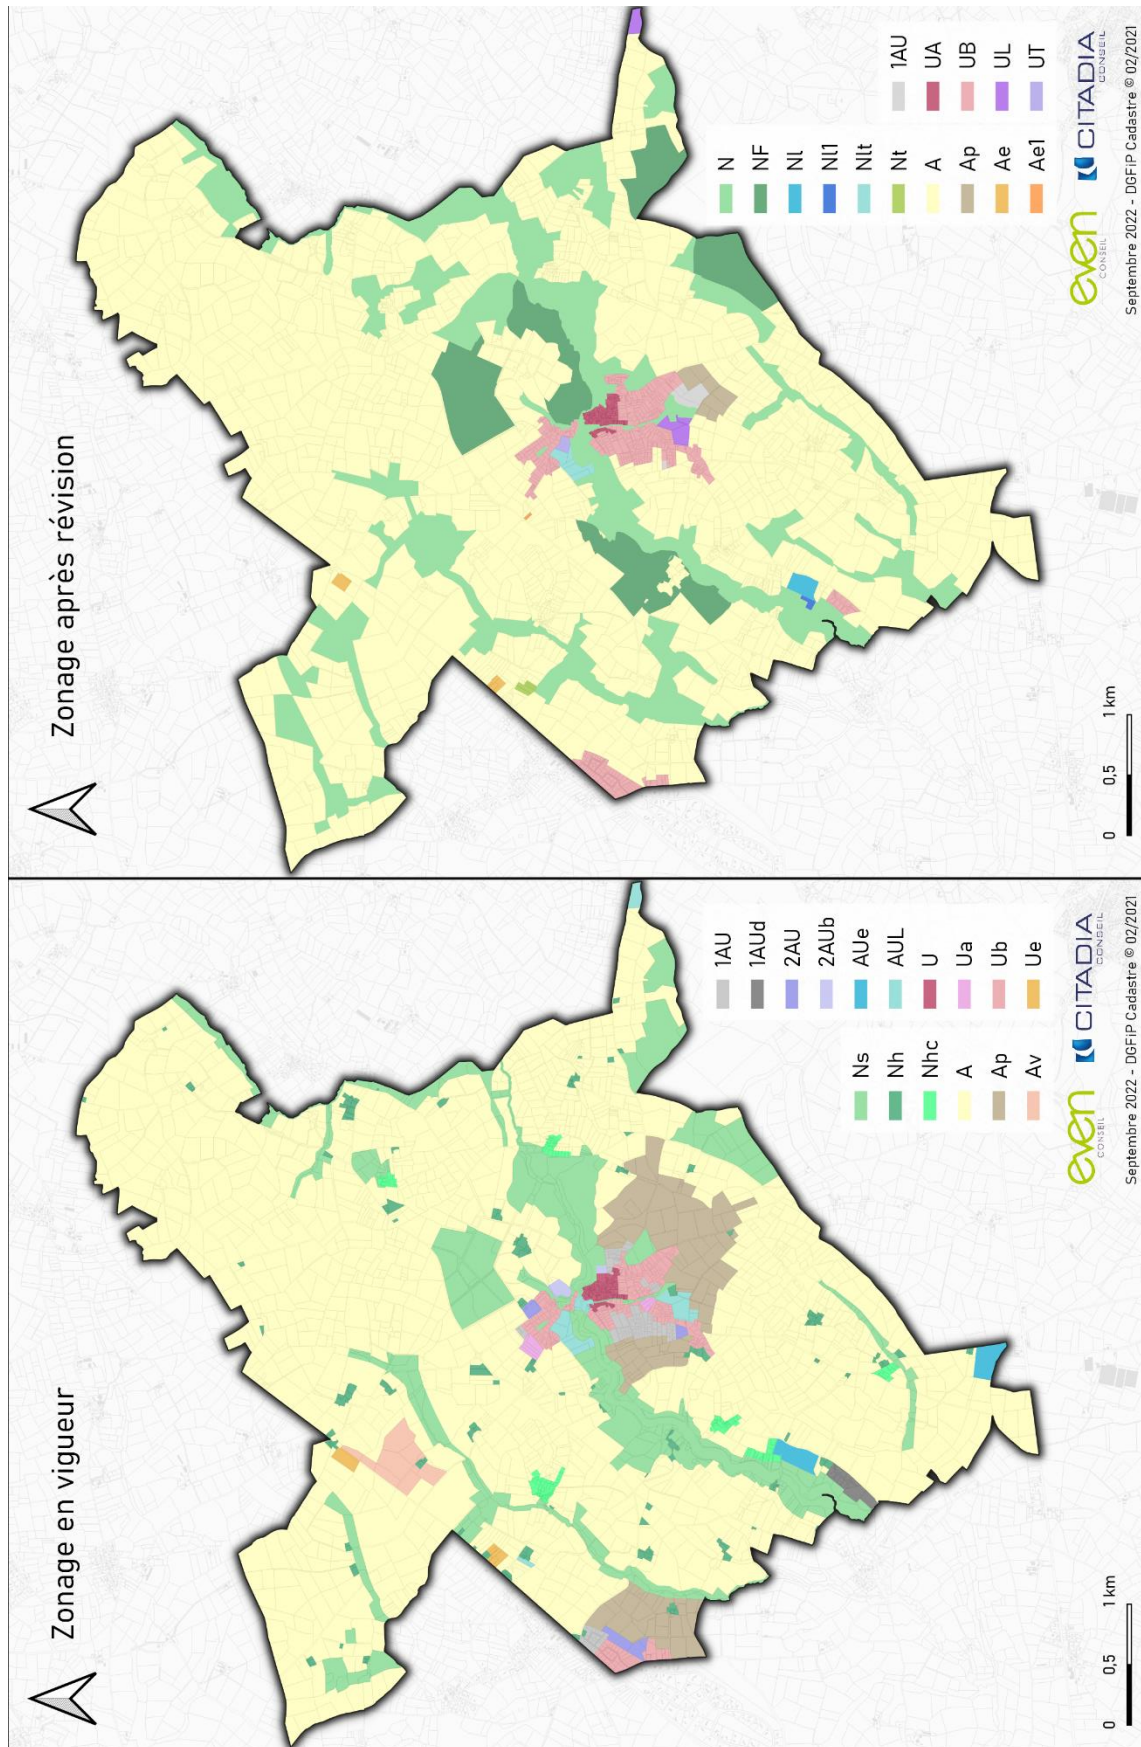 Zonage en vigueur
Ns
Nh
Nhc
A
Ap
Av
1AU
1AUd
2AU
2AUb
AUe
AUL
U
Ua
Ub
Ue
0
0,5
1 km
even
CONSEIL
CITADIA
CONSEIL
Septembre 2022 - DGFiP Cadastre © 02/2021
Zonage après révision
N
NF
Nl
Nl1
Nlt
Nt
A
Ap
Ae
Ae1
1AU
UA
UB
UL
UT
0
0,5
1 km
even
CONSEIL
CITADIA
CONSEIL
Septembre 2022 - DGFiP Cadastre © 02/2021